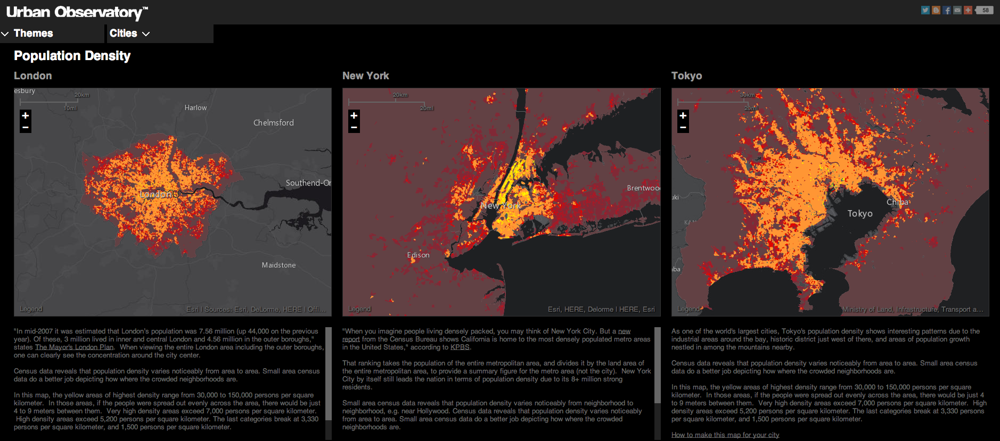 Urban Observatory™
58
Themes
Cities
Population Density
London
New York
Tokyo
esbury
20km
10mi
+
−
Harlow
Chelmsford
Southend-On
London
Maidstone
Legend
Esri | Sources: Esri, DeLorme, HERE | Offi...
20km
20mi
+
−
Brentwood
New York
Edison
Legend
Esri, HERE, Delorme | HERE, Esri
30km
20mi
+
−
uki
Chiba
Tokyo
KAN
ba
Legend
Ministry of Land, Infrastructure, Transport a...
"In mid-2007 it was estimated that London's population was 7.56 million (up 44,000 on the previous
year). Of these, 3 million lived in inner and central London and 4.56 million in the outer boroughs,"
states The Mayor's London Plan.  When viewing the entire London area including the outer boroughs,
one can clearly see the concentration around the city center.
Census data reveals that population density varies noticeably from area to area. Small area census
data do a better job depicting how where the crowded neighborhoods are.
In this map, the yellow areas of highest density range from 30,000 to 150,000 persons per square
kilometer.  In those areas, if the people were spread out evenly across the area, there would be just
4 to 9 meters between them.  Very high density areas exceed 7,000 persons per square kilometer.
High density areas exceed 5,200 persons per square kilometer. The last categories break at 3,330
persons per square kilometer, and 1,500 persons per square kilometer.
"When you imagine people living densely packed, you may think of New York City. But a new
report from the Census Bureau shows California is home to the most densely populated metro areas
in the United States," according to KPBS.
That ranking takes the population of the entire metropolitan area, and divides it by the land area of
the entire metropolitan area, to provide a summary figure for the metro area (not the city).  New York
City by itself still leads the nation in terms of population density due to its 8+ million strong
residents.
Small area census data reveals that population density varies noticeably from neighborhood to
neighborhood, e.g. near Hollywood. Census data reveals that population density varies noticeably
from area to area. Small area census data do a better job depicting how where the crowded
neighborhoods are.
As one of the world's largest cities, Tokyo's population density shows interesting patterns due to the
industrial areas around the bay, historic district just west of there, and areas of population growth
nestled in among the mountains nearby.
Census data reveals that population density varies noticeably from area to area. Small area census
data do a better job depicting how where the crowded neighborhoods are.
In this map, the yellow areas of highest density range from 30,000 to 150,000 persons per square
kilometer.  In those areas, if the people were spread out evenly across the area, there would be just 4
to 9 meters between them.  Very high density areas exceed 7,000 persons per square kilometer.  High
density areas exceed 5,200 persons per square kilometer. The last categories break at 3,330 persons
per square kilometer, and 1,500 persons per square kilometer.
How to make this map for your city